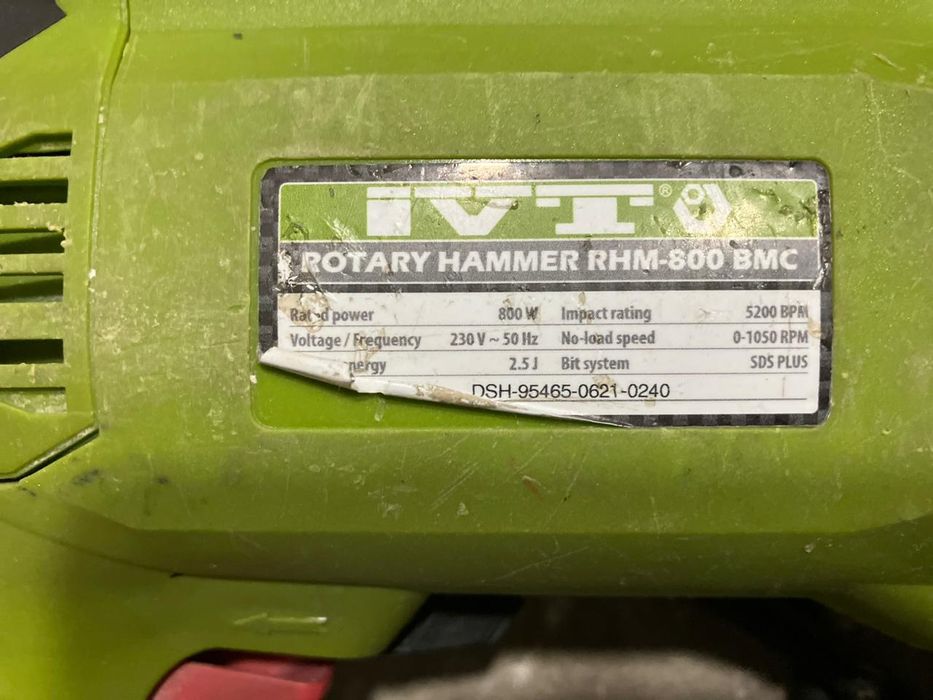 IVT®
ROTARY HAMMER RHM-800 BMC
Rated power 800 W Impact rating 5200 BPM
Voltage / Frequency 230 V ~ 50 Hz No-load speed 0-1050 RPM
2.5 J Bit system SDS PLUS
DSH-95465-0621-0240